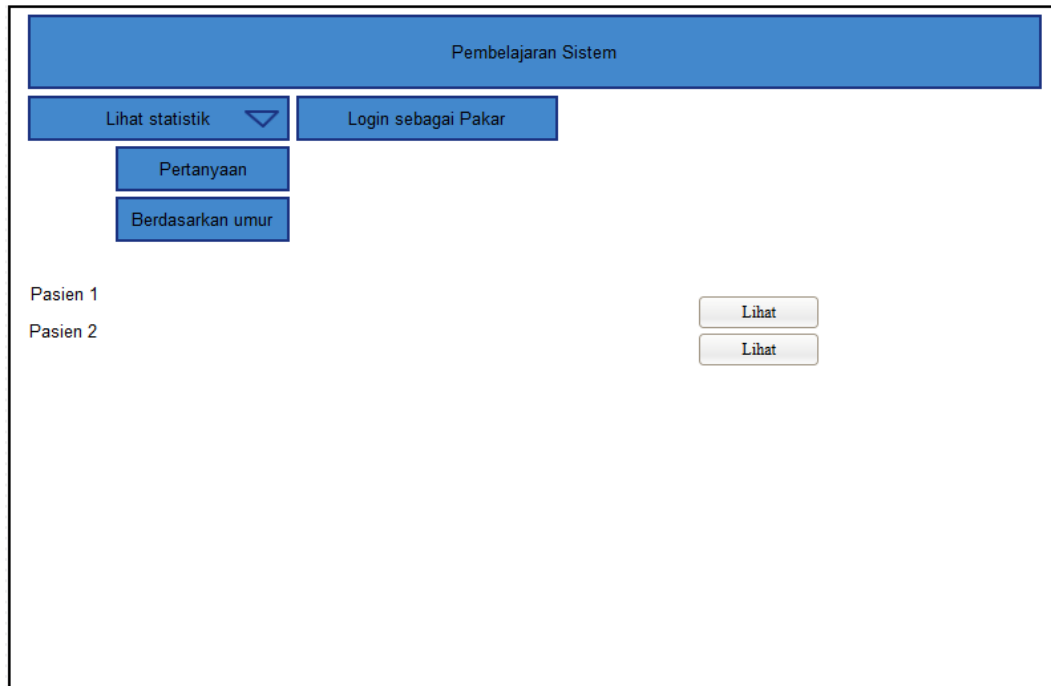 Pembelajaran Sistem
Lihat statistik
Login sebagai Pakar
Pertanyaan
Berdasarkan umur
Pasien 1
Lihat
Pasien 2
Lihat